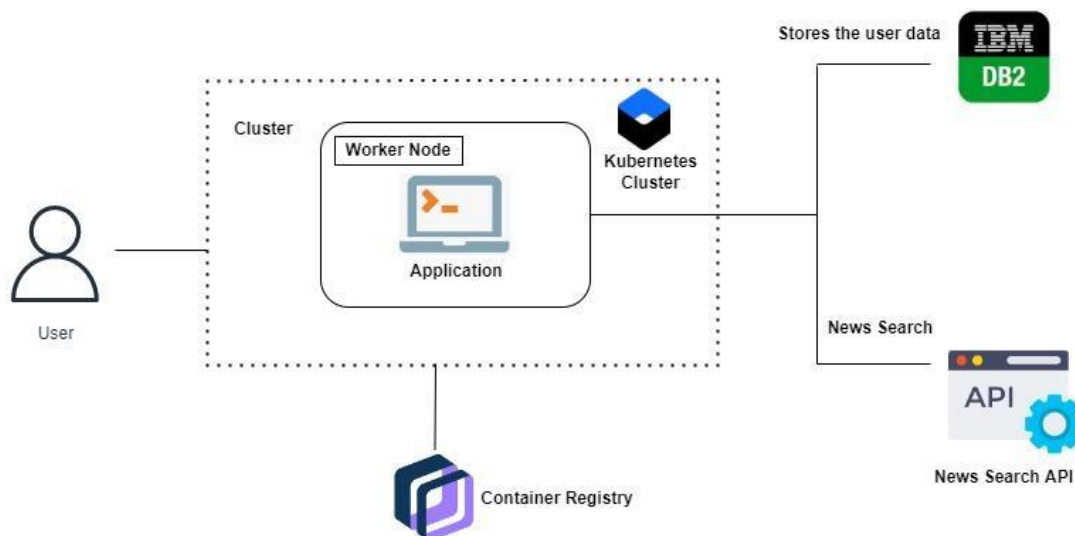 Stores the user data
IBM
DB2
Cluster
Worker Node
Kubernetes
Cluster
Application
User
News Search
API
News Search API
Container Registry